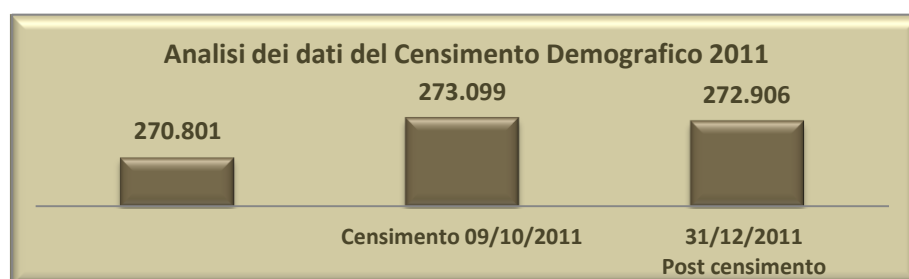 Analisi dei dati del Censimento Demografico 2011
273.099
272.906
270.801
Censimento 09/10/2011
31/12/2011
Post censimento